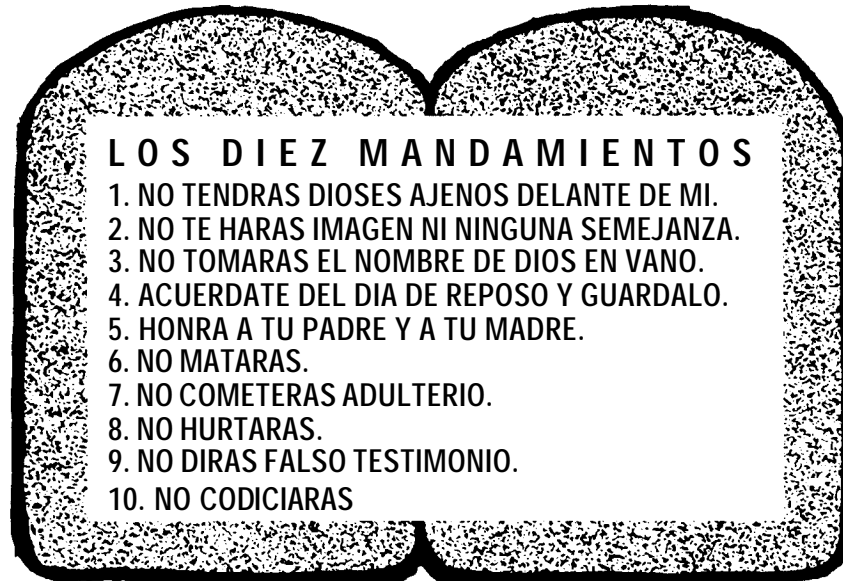 LOS DIEZ MANDAMIENTOS
1. NO TENDRAS DIOSES AJENOS DELANTE DE MI.
2. NO TE HARAS IMAGEN NI NINGUNA SEMEJANZA.
3. NO TOMARAS EL NOMBRE DE DIOS EN VANO.
4. ACUERDATE DEL DIA DE REPOSO Y GUARDALO.
5. HONRA A TU PADRE Y A TU MADRE.
6. NO MATARAS.
7. NO COMETERAS ADULTERIO.
8. NO HURTARAS.
9. NO DIRAS FALSO TESTIMONIO.
10. NO CODICIARAS